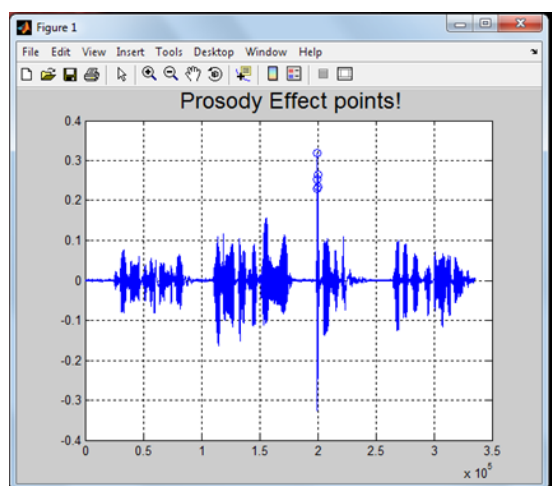 Figure 1
File Edit View Insert Tools Desktop Window Help
Prosody Effect points!
0.4
0.3
0.2
0.1
0
-0.1
-0.2
-0.3
-0.4
0 0.5 1 1.5 2 2.5 3 3.5
x 10⁵